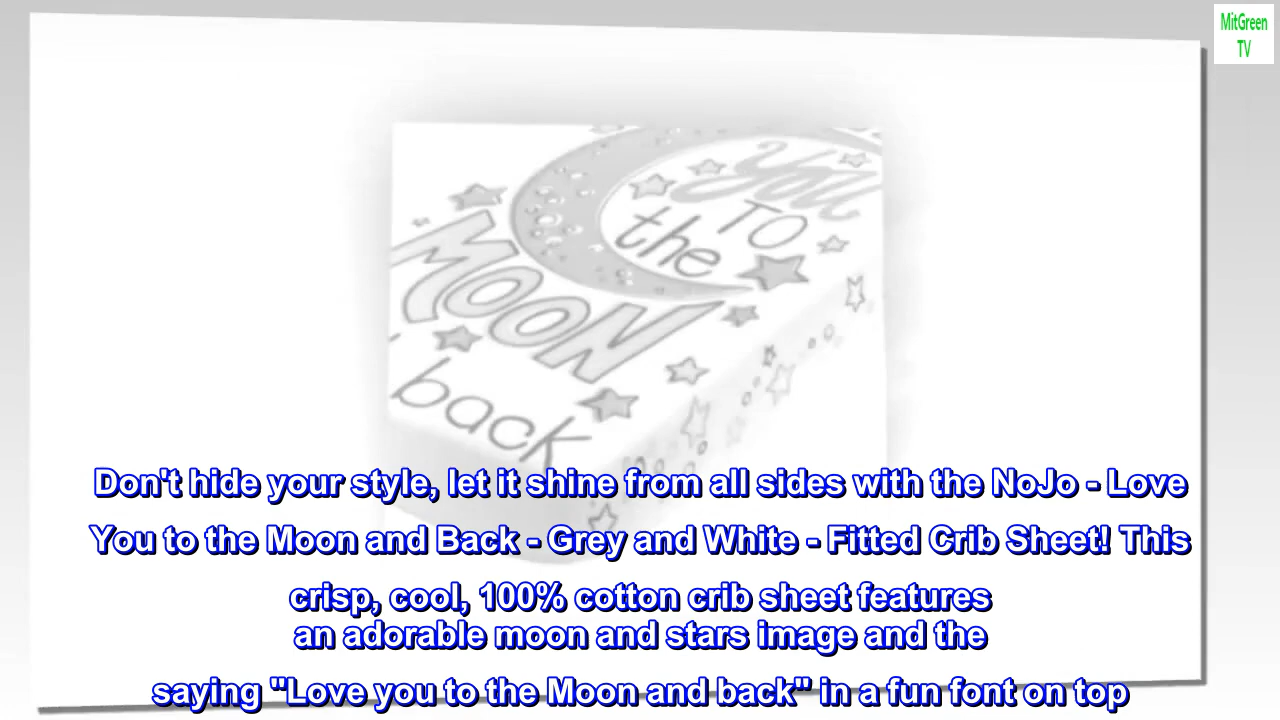 MitGreen
TV
You
TO
the
MOON
back
Don't hide your style, let it shine from all sides with the NoJo - Love
You to the Moon and Back - Grey and White - Fitted Crib Sheet! This
crisp, cool, 100% cotton crib sheet features
an adorable moon and stars image and the
saying "Love you to the Moon and back" in a fun font on top